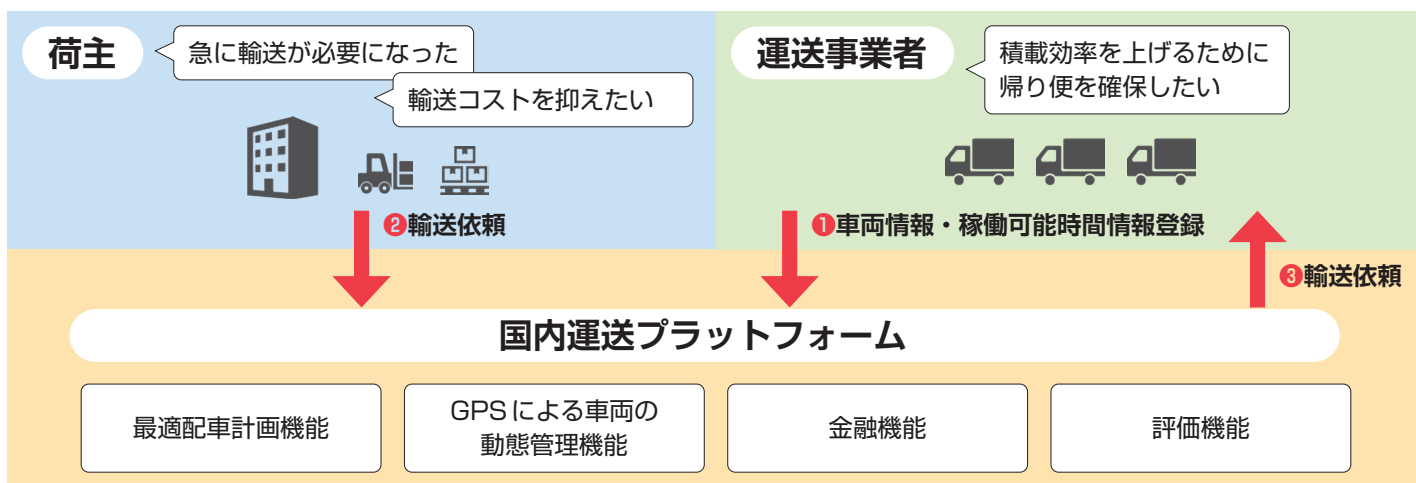 荷主
急に輸送が必要になった
輸送コストを抑えたい
❷輸送依頼
運送事業者
積載効率を上げるために
帰り便を確保したい
❶車両情報・稼働可能時間情報登録
❸輸送依頼
国内運送プラットフォーム
最適配車計画機能
GPSによる車両の
動態管理機能
金融機能
評価機能